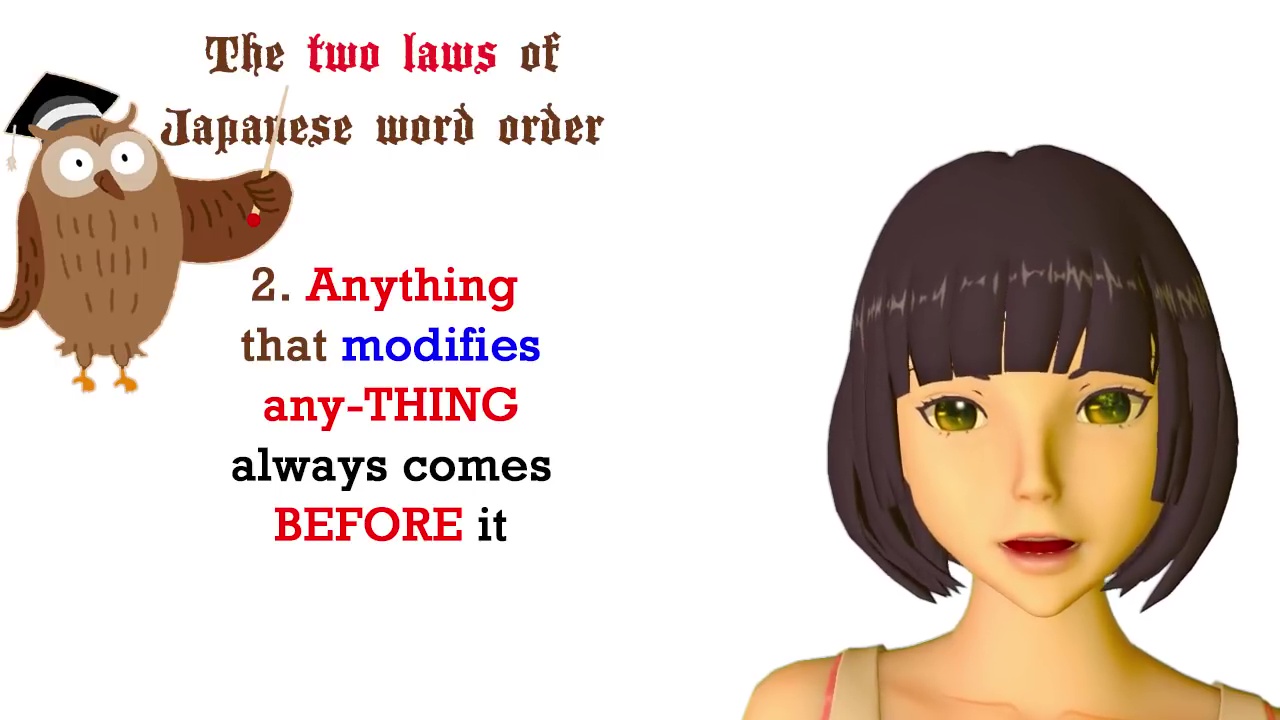 The two laws of
Japanese word order
2. Anything
that modifies
any-THING
always comes
BEFORE it